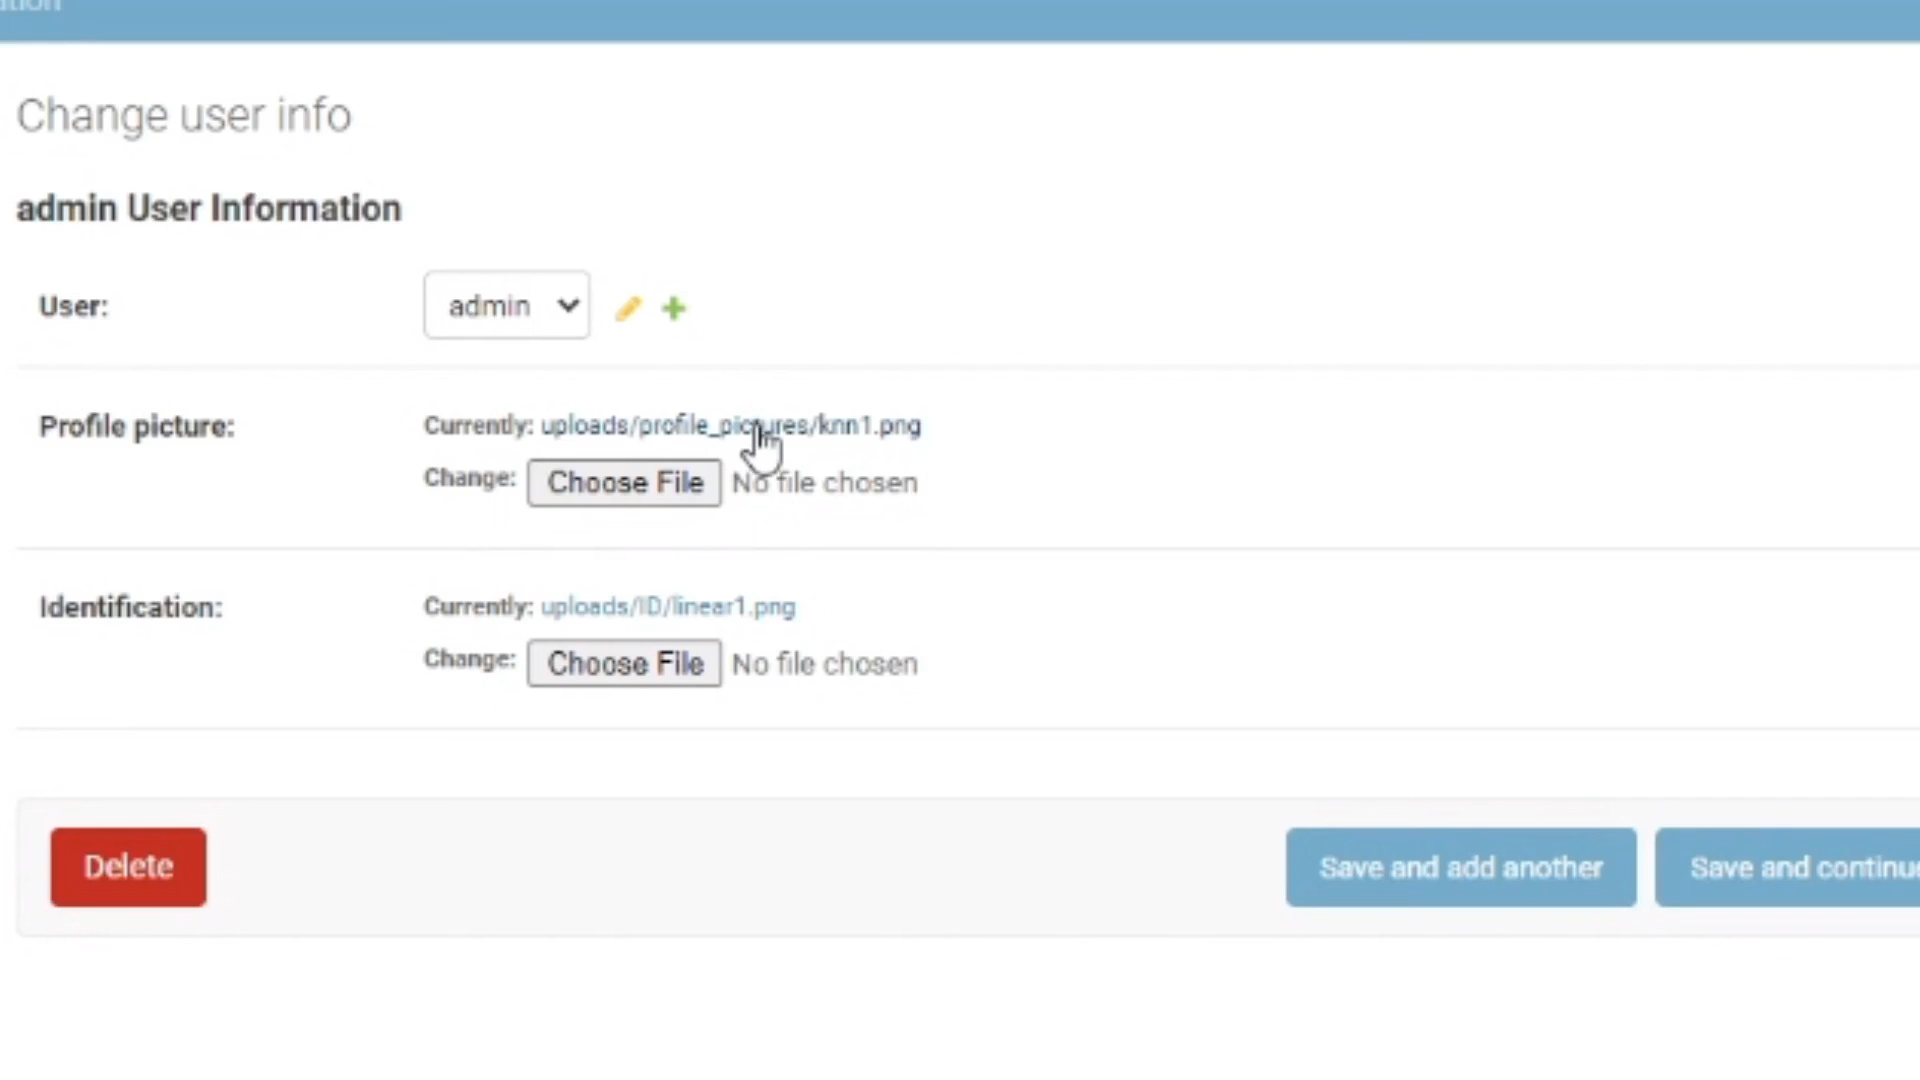 Change user info
admin User Information
User: admin
Profile picture: Currently: uploads/profile_pictures/knn1.png
Change: Choose File No file chosen
Identification: Currently: uploads/ID/linear1.png
Change: Choose File No file chosen
Delete Save and add another Save and continue